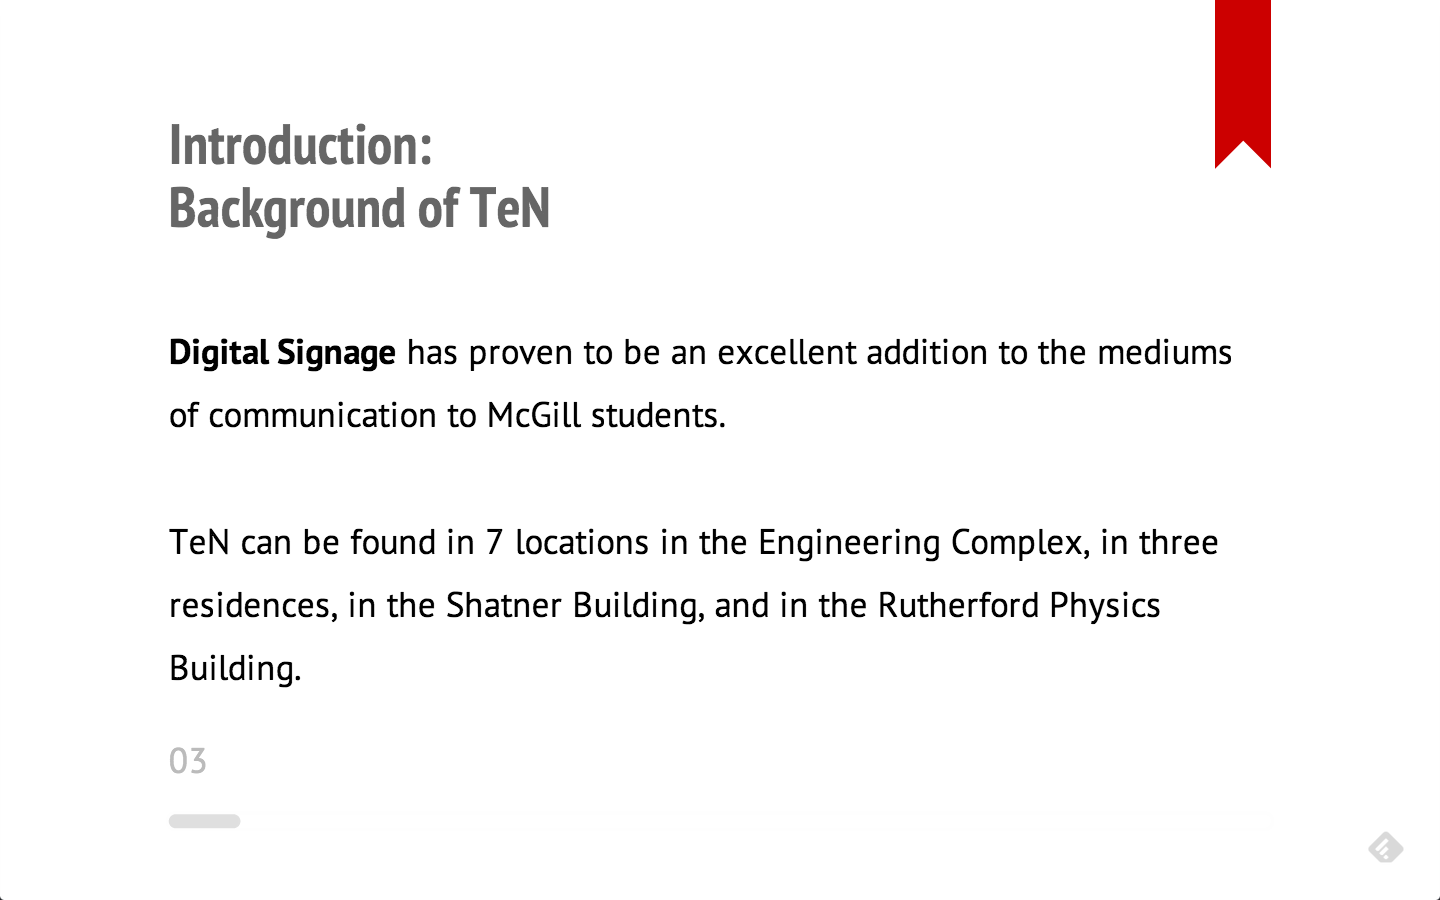 Introduction:
Background of TeN
Digital Signage has proven to be an excellent addition to the mediums
of communication to McGill students.
TeN can be found in 7 locations in the Engineering Complex, in three
residences, in the Shatner Building, and in the Rutherford Physics
Building.
03